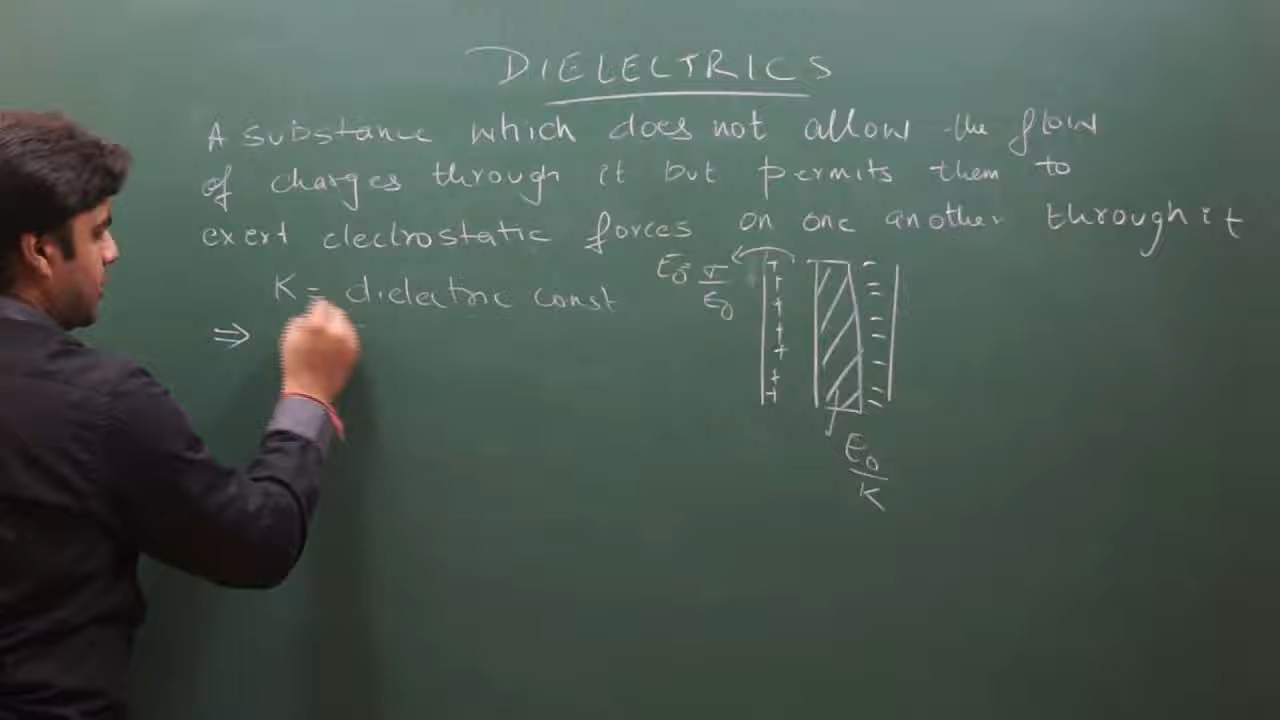 DIELECTRICS
A substance which does not allow the flow
of charges through it but permits them to
exert electrostatic forces on one another through it
K = dielectric const
⇒
E₀ = σ/ε₀
E₀/K